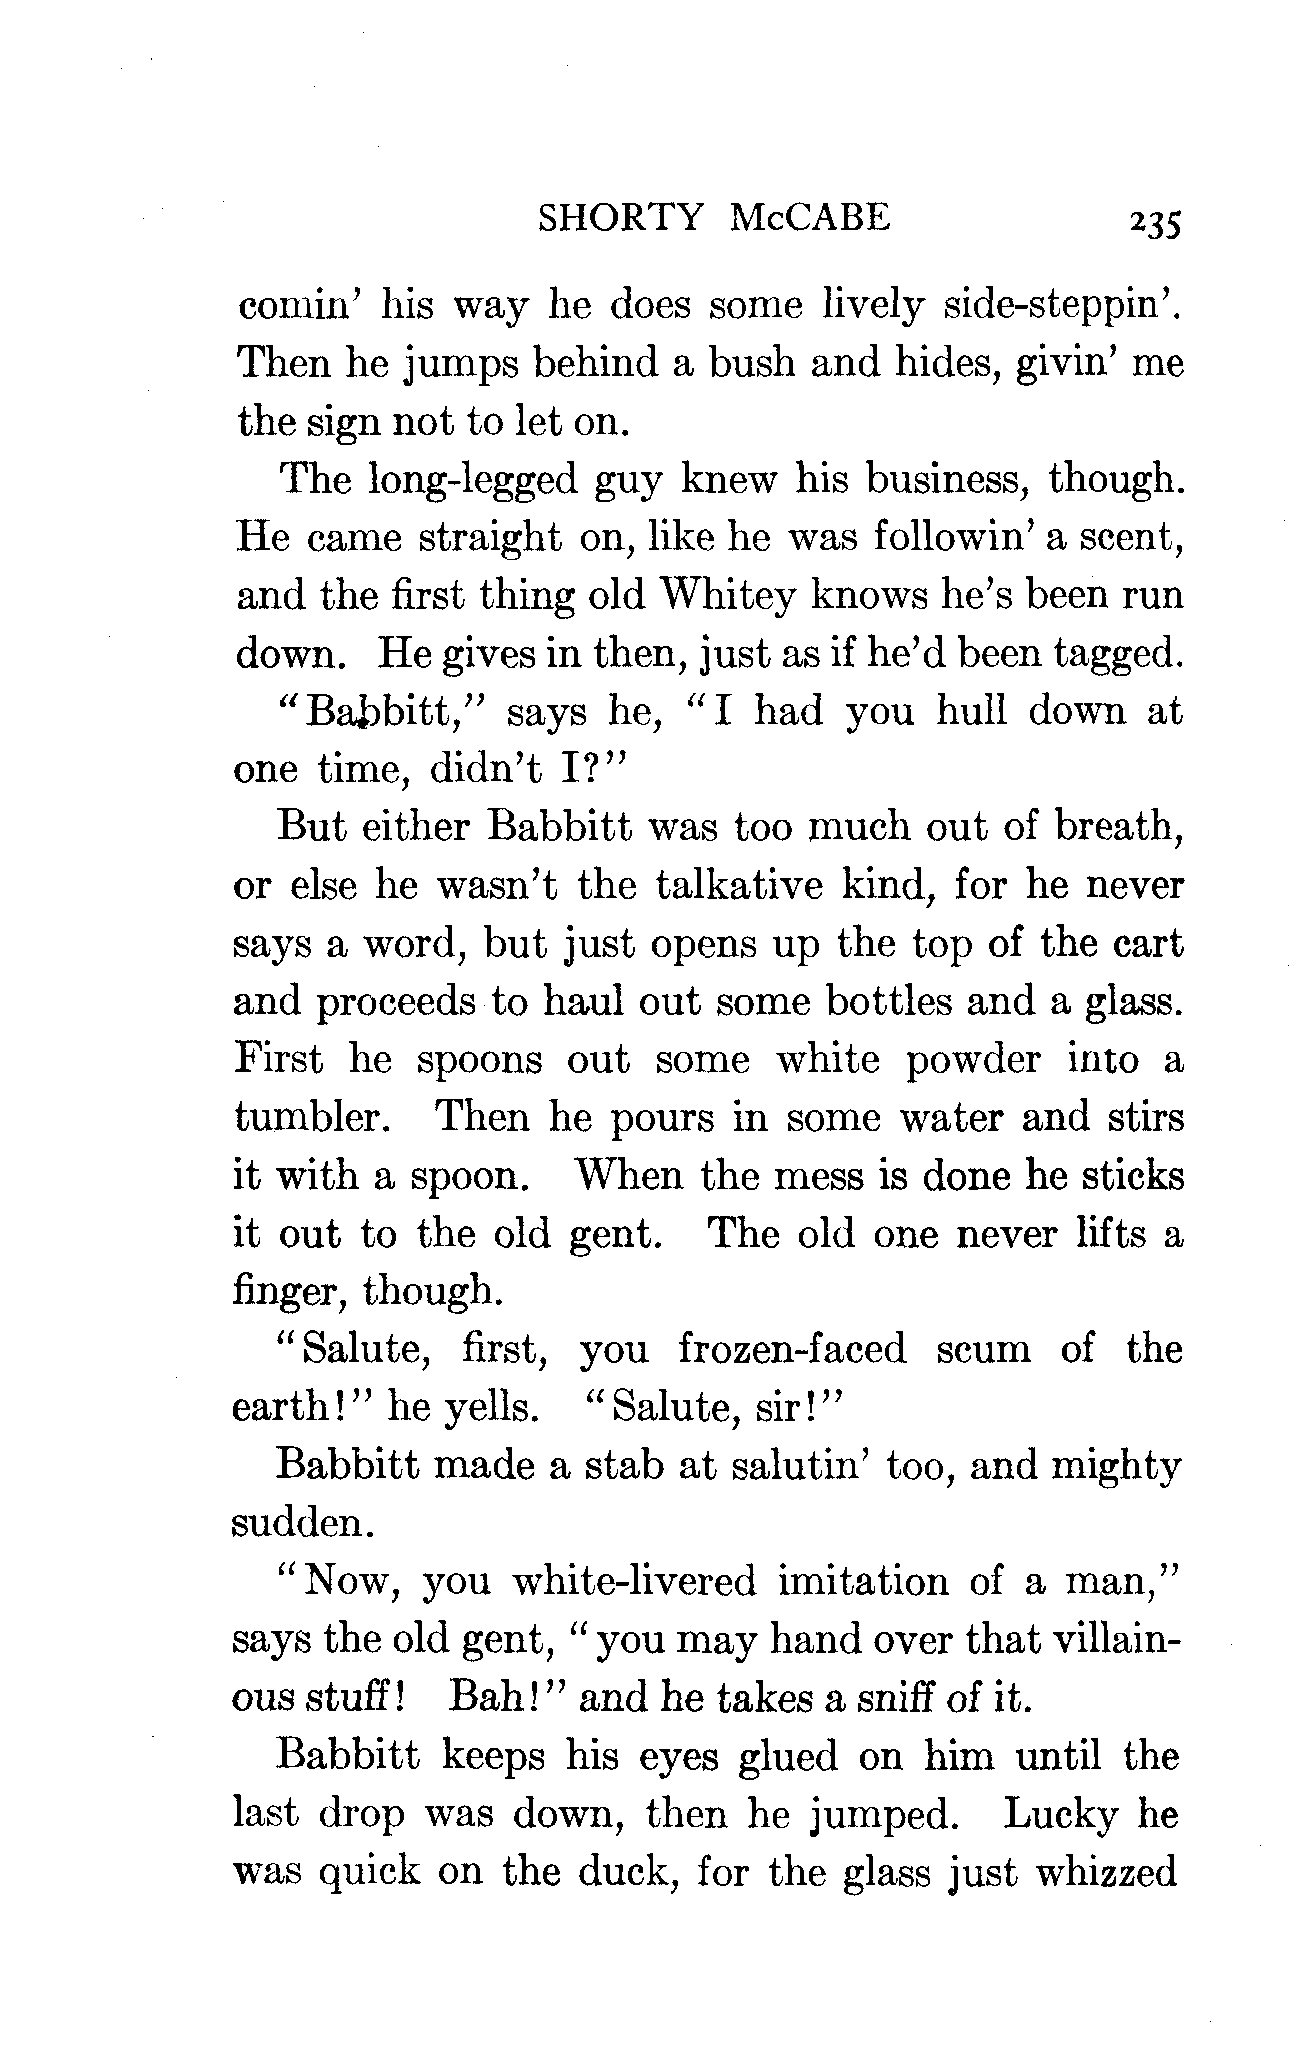 SHORTY McCABE 235
comin' his way he does some lively side-steppin'.
Then he jumps behind a bush and hides, givin' me
the sign not to let on.
The long-legged guy knew his business, though.
He came straight on, like he was followin' a scent,
and the first thing old Whitey knows he's been run
down. He gives in then, just as if he'd been tagged.
"Babbitt," says he, "I had you hull down at
one time, didn't I?"
But either Babbitt was too much out of breath,
or else he wasn't the talkative kind, for he never
says a word, but just opens up the top of the cart
and proceeds to haul out some bottles and a glass.
First he spoons out some white powder into a
tumbler. Then he pours in some water and stirs
it with a spoon. When the mess is done he sticks
it out to the old gent. The old one never lifts a
finger, though.
"Salute, first, you frozen-faced scum of the
earth!" he yells. "Salute, sir!"
Babbitt made a stab at salutin' too, and mighty
sudden.
"Now, you white-livered imitation of a man,"
says the old gent, "you may hand over that villain-
ous stuff! Bah!" and he takes a sniff of it.
Babbitt keeps his eyes glued on him until the
last drop was down, then he jumped. Lucky he
was quick on the duck, for the glass just whizzed